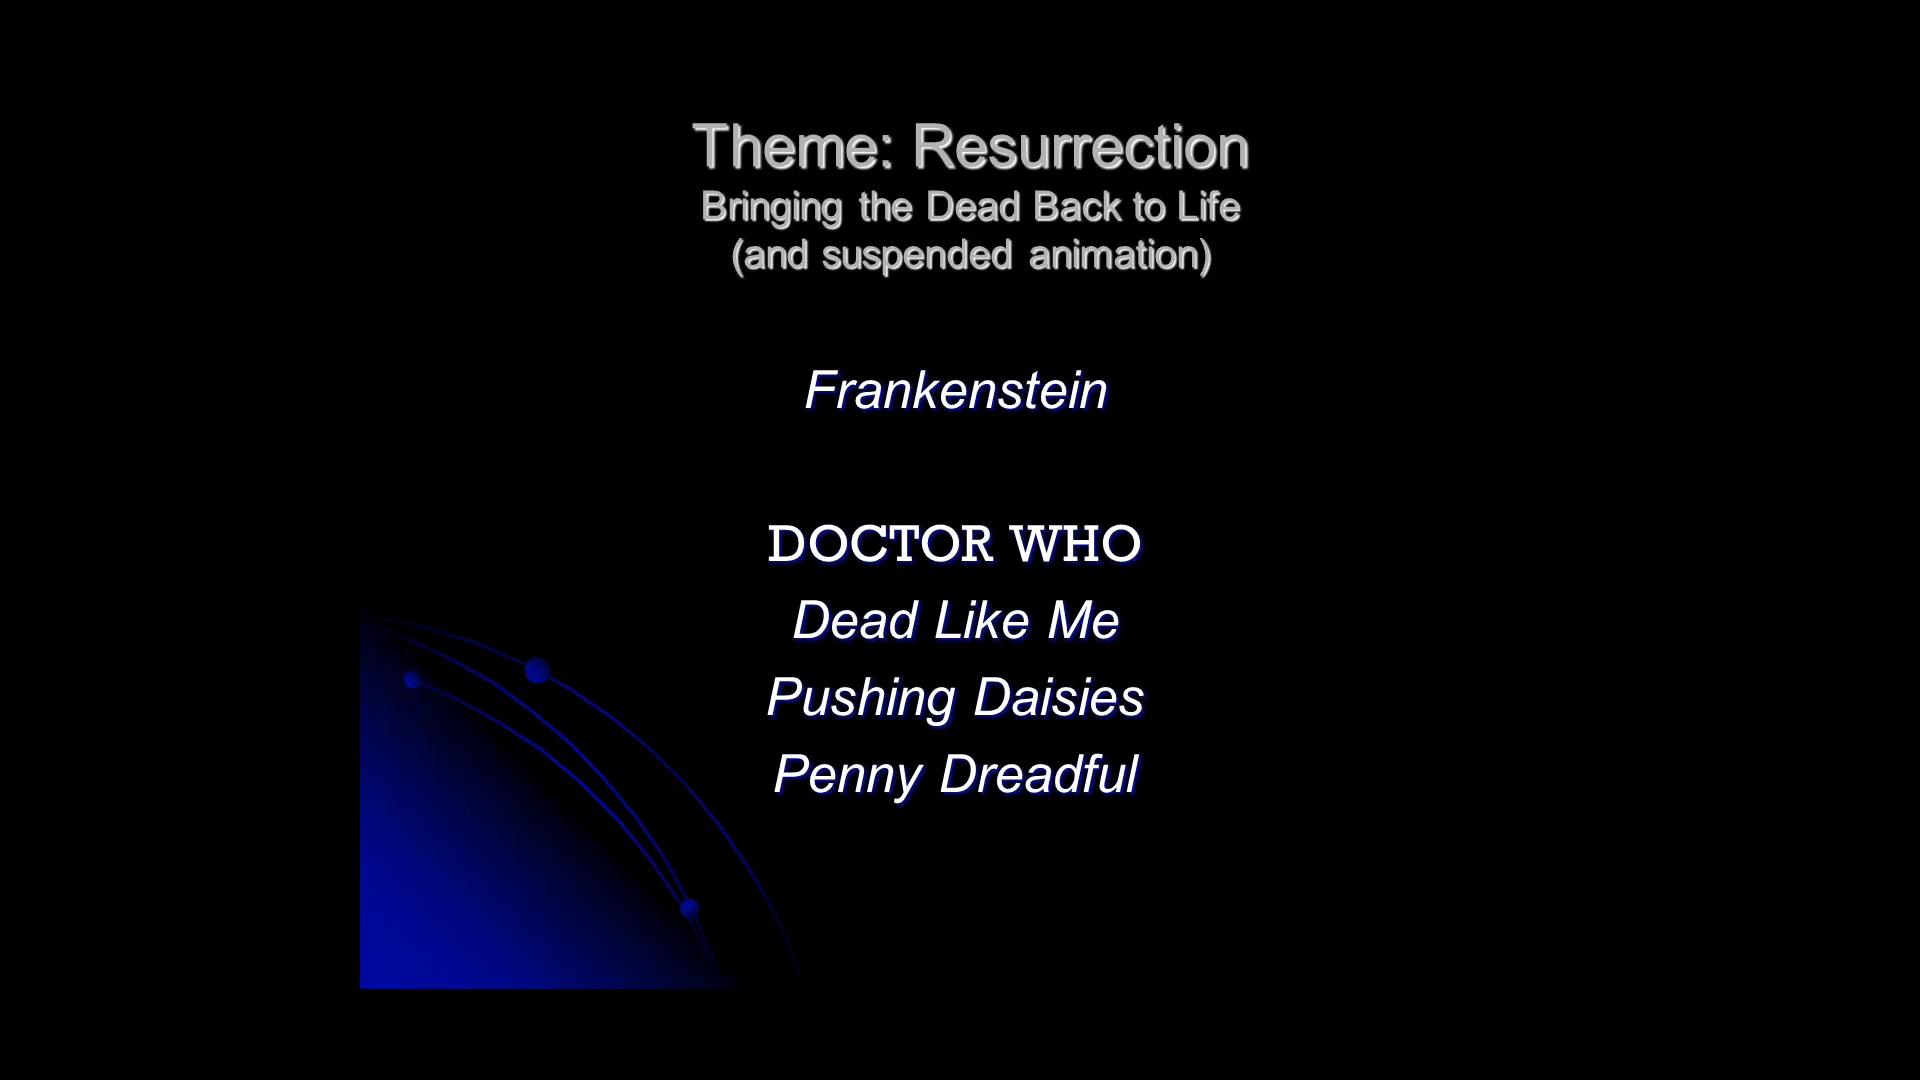 Theme: Resurrection
Bringing the Dead Back to Life
(and suspended animation)
Frankenstein
DOCTOR WHO
Dead Like Me
Pushing Daisies
Penny Dreadful